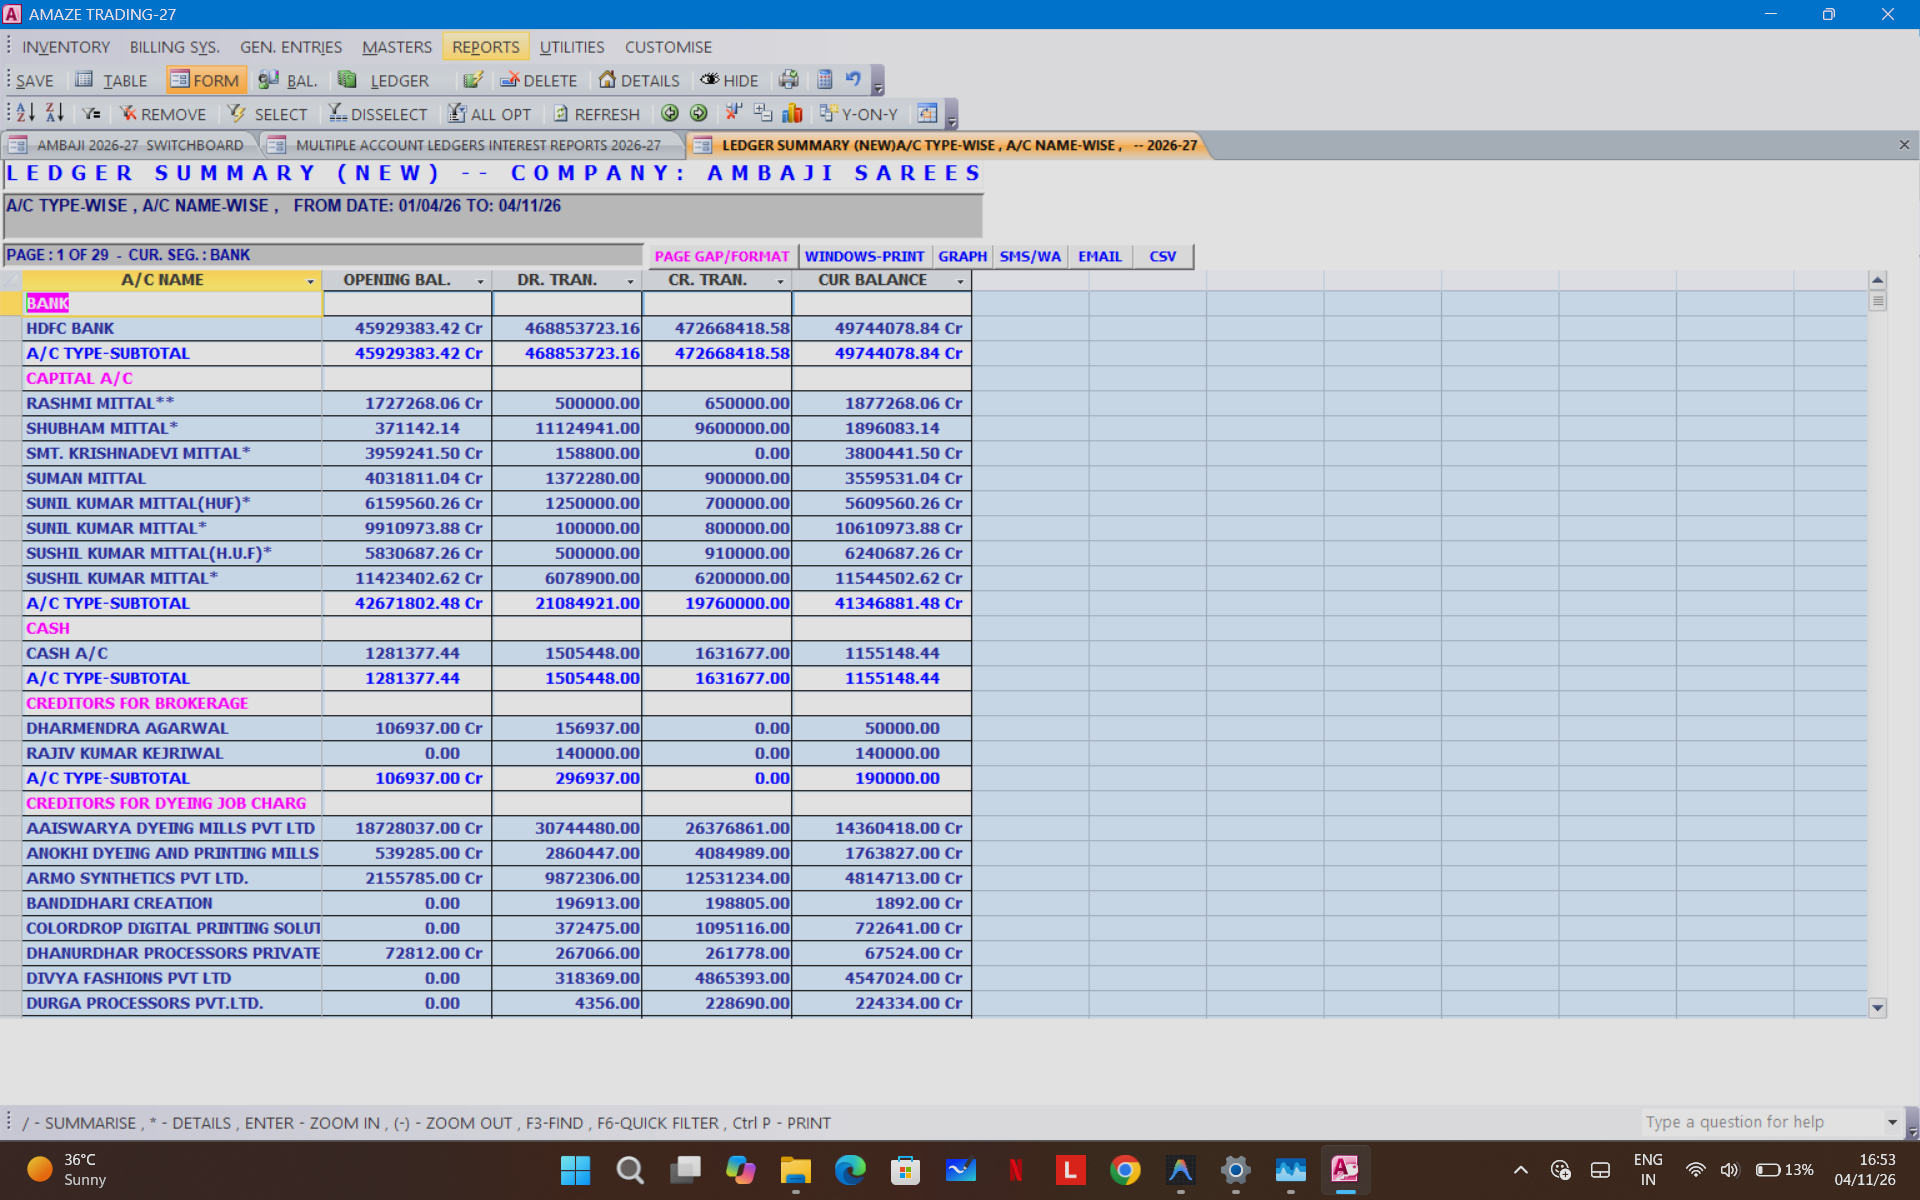 AMAZE TRADING-27
INVENTORY BILLING SYS. GEN. ENTRIES MASTERS REPORTS UTILITIES CUSTOMISE
SAVE TABLE FORM BAL. LEDGER DELETE DETAILS HIDE
REMOVE SELECT DISSELECT ALL OPT REFRESH Y-ON-Y
AMBAJI 2026-27 SWITCHBOARD MULTIPLE ACCOUNT LEDGERS INTEREST REPORTS 2026-27 LEDGER SUMMARY (NEW)A/C TYPE-WISE , A/C NAME-WISE , -- 2026-27
LEDGER SUMMARY (NEW) -- COMPANY: AMBAJI SAREES
A/C TYPE-WISE , A/C NAME-WISE , FROM DATE: 01/04/26 TO: 04/11/26
PAGE : 1 OF 29 - CUR. SEG. : BANK PAGE GAP/FORMAT WINDOWS-PRINT GRAPH SMS/WA EMAIL CSV
A/C NAME OPENING BAL. DR. TRAN. CR. TRAN. CUR BALANCE
BANK
HDFC BANK 45929383.42 Cr 468853723.16 472668418.58 49744078.84 Cr
A/C TYPE-SUBTOTAL 45929383.42 Cr 468853723.16 472668418.58 49744078.84 Cr
CAPITAL A/C
RASHMI MITTAL** 1727268.06 Cr 500000.00 650000.00 1877268.06 Cr
SHUBHAM MITTAL* 371142.14 11124941.00 9600000.00 1896083.14
SMT. KRISHNADEVI MITTAL* 3959241.50 Cr 158800.00 0.00 3800441.50 Cr
SUMAN MITTAL 4031811.04 Cr 1372280.00 900000.00 3559531.04 Cr
SUNIL KUMAR MITTAL(HUF)* 6159560.26 Cr 1250000.00 700000.00 5609560.26 Cr
SUNIL KUMAR MITTAL* 9910973.88 Cr 100000.00 800000.00 10610973.88 Cr
SUSHIL KUMAR MITTAL(H.U.F)* 5830687.26 Cr 500000.00 910000.00 6240687.26 Cr
SUSHIL KUMAR MITTAL* 11423402.62 Cr 6078900.00 6200000.00 11544502.62 Cr
A/C TYPE-SUBTOTAL 42671802.48 Cr 21084921.00 19760000.00 41346881.48 Cr
CASH
CASH A/C 1281377.44 1505448.00 1631677.00 1155148.44
A/C TYPE-SUBTOTAL 1281377.44 1505448.00 1631677.00 1155148.44
CREDITORS FOR BROKERAGE
DHARMENDRA AGARWAL 106937.00 Cr 156937.00 0.00 50000.00
RAJIV KUMAR KEJRIWAL 0.00 140000.00 0.00 140000.00
A/C TYPE-SUBTOTAL 106937.00 Cr 296937.00 0.00 190000.00
CREDITORS FOR DYEING JOB CHARG
AAISWARYA DYEING MILLS PVT LTD 18728037.00 Cr 30744480.00 26376861.00 14360418.00 Cr
ANOKHI DYEING AND PRINTING MILLS 539285.00 Cr 2860447.00 4084989.00 1763827.00 Cr
ARMO SYNTHETICS PVT LTD. 2155785.00 Cr 9872306.00 12531234.00 4814713.00 Cr
BANDIDHARI CREATION 0.00 196913.00 198805.00 1892.00 Cr
COLORDROP DIGITAL PRINTING SOLUT 0.00 372475.00 1095116.00 722641.00 Cr
DHANURDHAR PROCESSORS PRIVATE 72812.00 Cr 267066.00 261778.00 67524.00 Cr
DIVYA FASHIONS PVT LTD 0.00 318369.00 4865393.00 4547024.00 Cr
DURGA PROCESSORS PVT.LTD. 0.00 4356.00 228690.00 224334.00 Cr
/ - SUMMARISE , * - DETAILS , ENTER - ZOOM IN , (-) - ZOOM OUT , F3-FIND , F6-QUICK FILTER , Ctrl P - PRINT
Type a question for help
36°C
Sunny
ENG
IN
13%
16:53
04/11/26